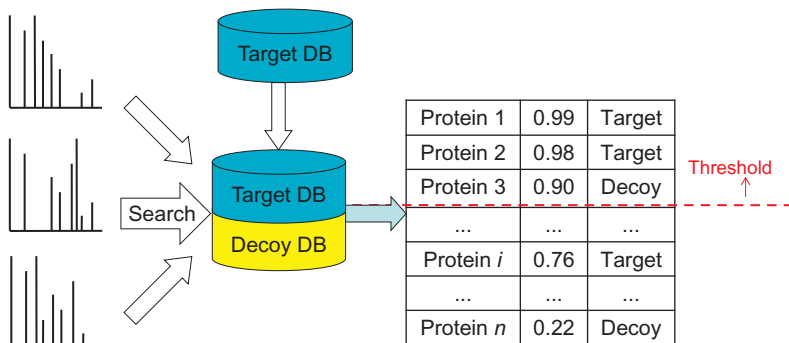 Target DB
Search
Target DB
Decoy DB
Protein 1 0.99 Target
Protein 2 0.98 Target
Protein 3 0.90 Decoy
... ... ...
Protein i 0.76 Target
... ... ...
Protein n 0.22 Decoy
Threshold